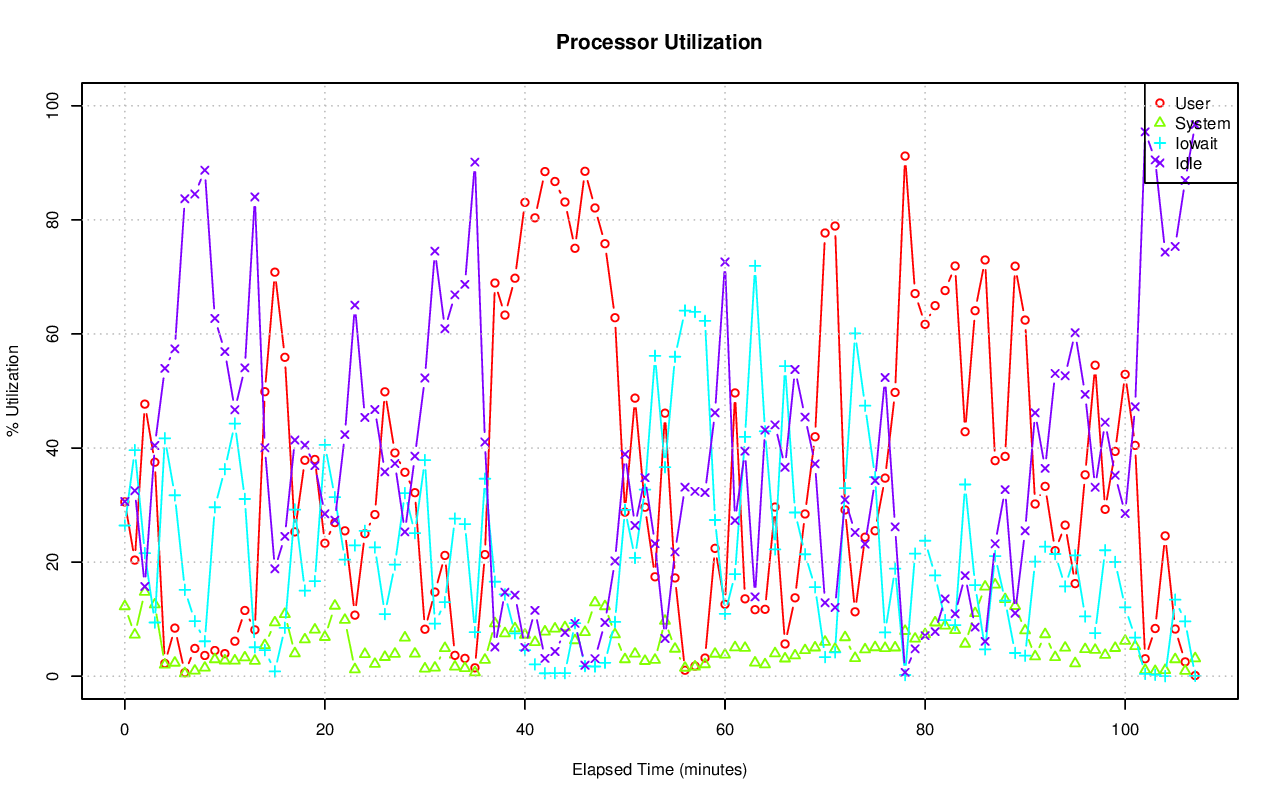 Processor Utilization
% Utilization
100
80
60
40
20
0
User
System
Iowait
Idle
0 20 40 60 80 100
Elapsed Time (minutes)